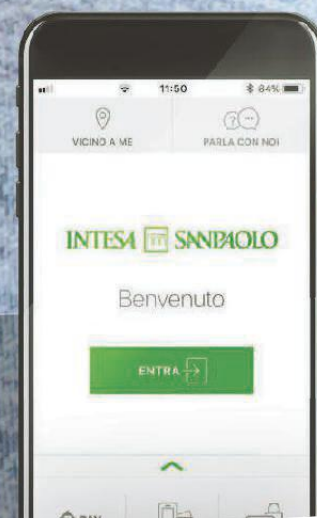 11:50 84%
VICINO A ME PARLA CON NOI
INTESA SANPAOLO
Benvenuto
ENTRA